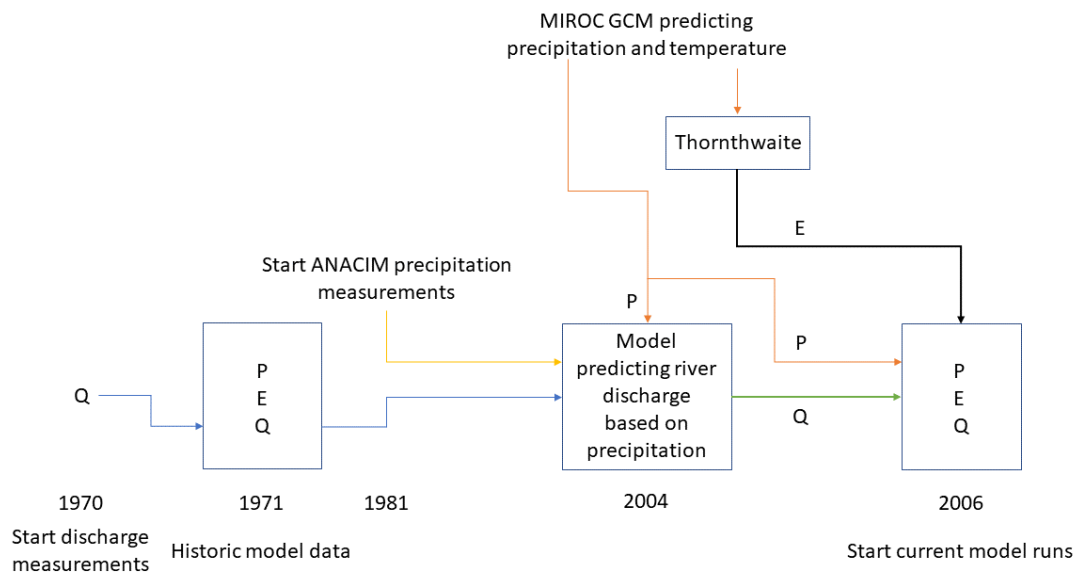 MIROC GCM predicting
precipitation and temperature
Thornthwaite
E
Start ANACIM precipitation
measurements
P
Model
predicting river
discharge
based on
precipitation
P
Q
P
E
Q
Q
P
E
Q
1970
1971
1981
2004
2006
Start discharge
measurements
Historic model data
Start current model runs